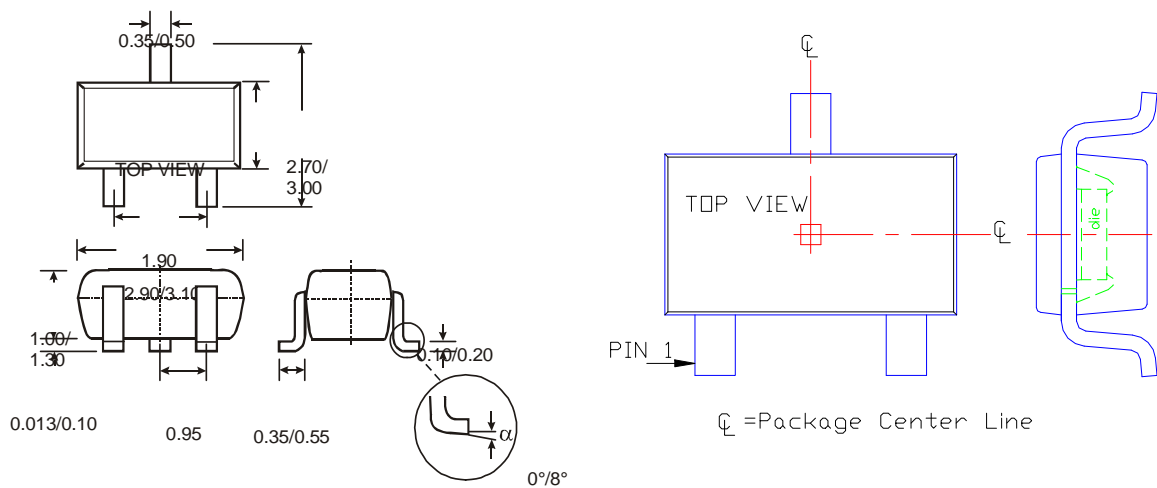 0.35/0.50
TOP VIEW
2.70/
3.00
1.90
2.90/3.10
1.00/
1.30
0.10/0.20
0.013/0.10
0.95
0.35/0.55
α
0°/8°
℄
TOP VIEW
℄
die
PIN 1
℄ =Package Center Line